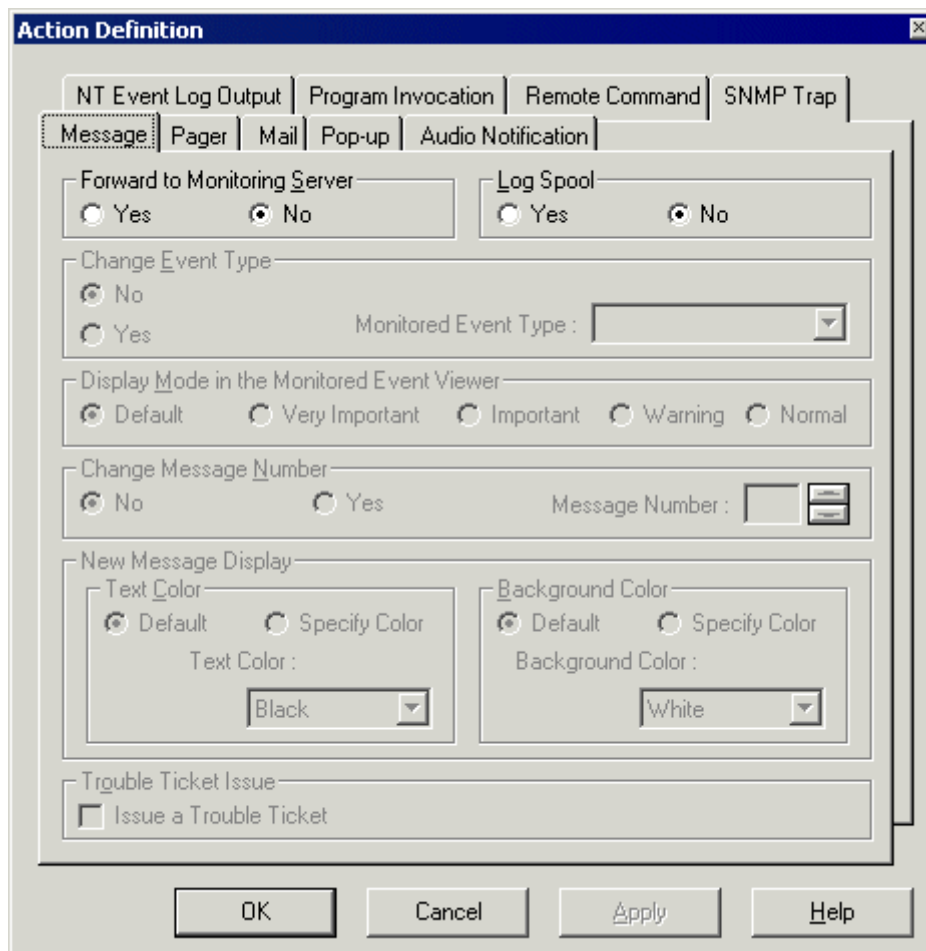 Action Definition
NT Event Log Output Program Invocation Remote Command SNMP Trap
Message Pager Mail Pop-up Audio Notification
Forward to Monitoring Server Log Spool
Yes No Yes No
Change Event Type
No
Yes Monitored Event Type :
Display Mode in the Monitored Event Viewer
Default Very Important Important Warning Normal
Change Message Number
No Yes Message Number :
New Message Display
Text Color Background Color
Default Specify Color Default Specify Color
Text Color : Background Color :
Black White
Trouble Ticket Issue
Issue a Trouble Ticket
OK Cancel Apply Help